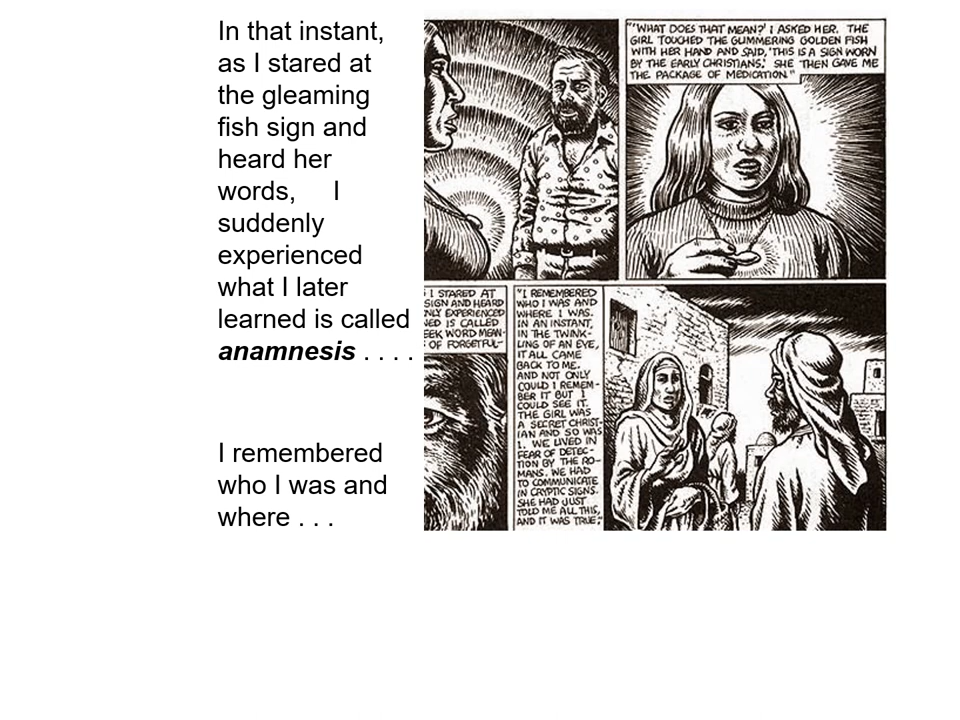 In that instant,
as I stared at
the gleaming
fish sign and
heard her
words, I
suddenly
experienced
what I later
learned is called
anamnesis . . . .
I remembered
who I was and
where . . .
"'WHAT DOES THAT MEAN?' I ASKED HER. THE
GIRL TOUCHED THE GLIMMERING GOLDEN FISH
WITH HER HAND AND SAID, 'THIS IS A SIGN WORN
BY THE EARLY CHRISTIANS.' SHE THEN GAVE ME
THE PACKAGE OF MEDICATION."
I STARED AT
SIGN AND HEARD
NLY EXPERIENCED
NED IS CALLED
EEK WORD MEAN-
OF FORGETFUL-
"I REMEMBERED
WHO I WAS AND
WHERE I WAS.
IN AN INSTANT,
IN THE TWINK-
LING OF AN EYE,
IT ALL CAME
BACK TO ME.
AND NOT ONLY
COULD I REMEM-
BER IT BUT I
COULD SEE IT.
THE GIRL WAS
A SECRET CHRIST-
IAN AND SO WAS
I. WE LIVED IN
FEAR OF DETEC-
TION BY THE RO-
MANS. WE HAD
TO COMMUNICATE
IN CRYPTIC SIGNS.
SHE HAD JUST
TOLD ME ALL THIS,
AND IT WAS TRUE."